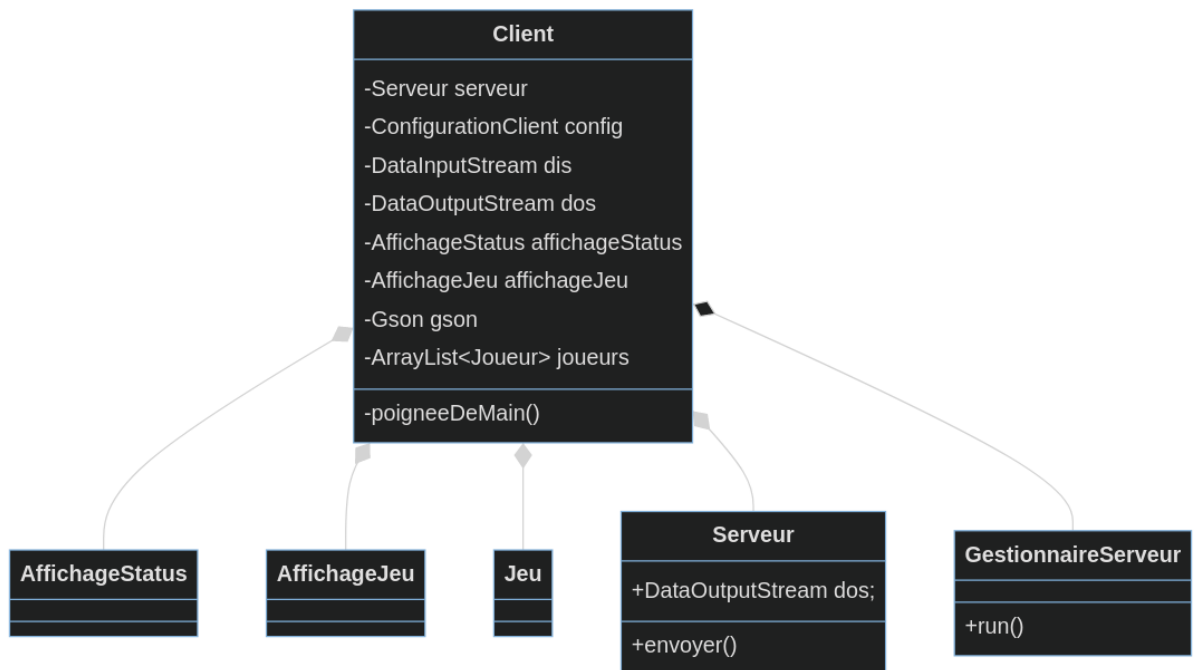 Client
-Serveur serveur
-ConfigurationClient config
-DataInputStream dis
-DataOutputStream dos
-AffichageStatus affichageStatus
-AffichageJeu affichageJeu
-Gson gson
-ArrayList<Joueur> joueurs
-poigneeDeMain()
AffichageStatus
AffichageJeu
Jeu
Serveur
+DataOutputStream dos;
+envoyer()
GestionnaireServeur
+run()